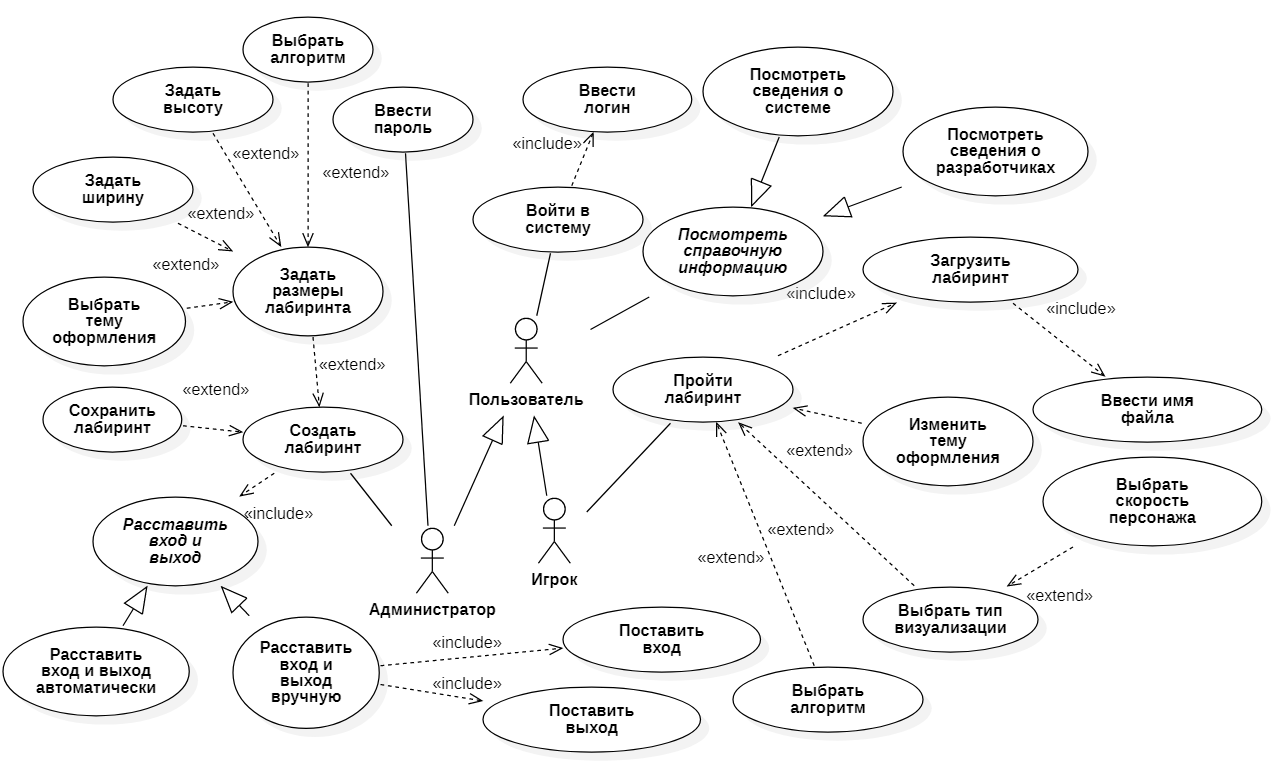 Выбрать
алгоритм
Задать
высоту
Ввести
пароль
Ввести
логин
Посмотреть
сведения о
системе
Посмотреть
сведения о
разработчиках
«extend»
«extend»
«include»
Задать
ширину
«extend»
Войти в
систему
Посмотреть
справочную
информацию
«extend»
Задать
размеры
лабиринта
Загрузить
лабиринт
«include»
«include»
Выбрать
тему
оформления
«extend»
Пользователь
Пройти
лабиринт
Ввести имя
файла
«extend»
Сохранить
лабиринт
Создать
лабиринт
Изменить
тему
оформления
«extend»
Выбрать
скорость
персонажа
«include»
Расставить
вход и
выход
«extend»
«extend»
Игрок
Администратор
«extend»
Выбрать тип
визуализации
Расставить
вход и выход
автоматически
Расставить
вход и
выход
вручную
«include»
Поставить
вход
«include»
Поставить
выход
Выбрать
алгоритм